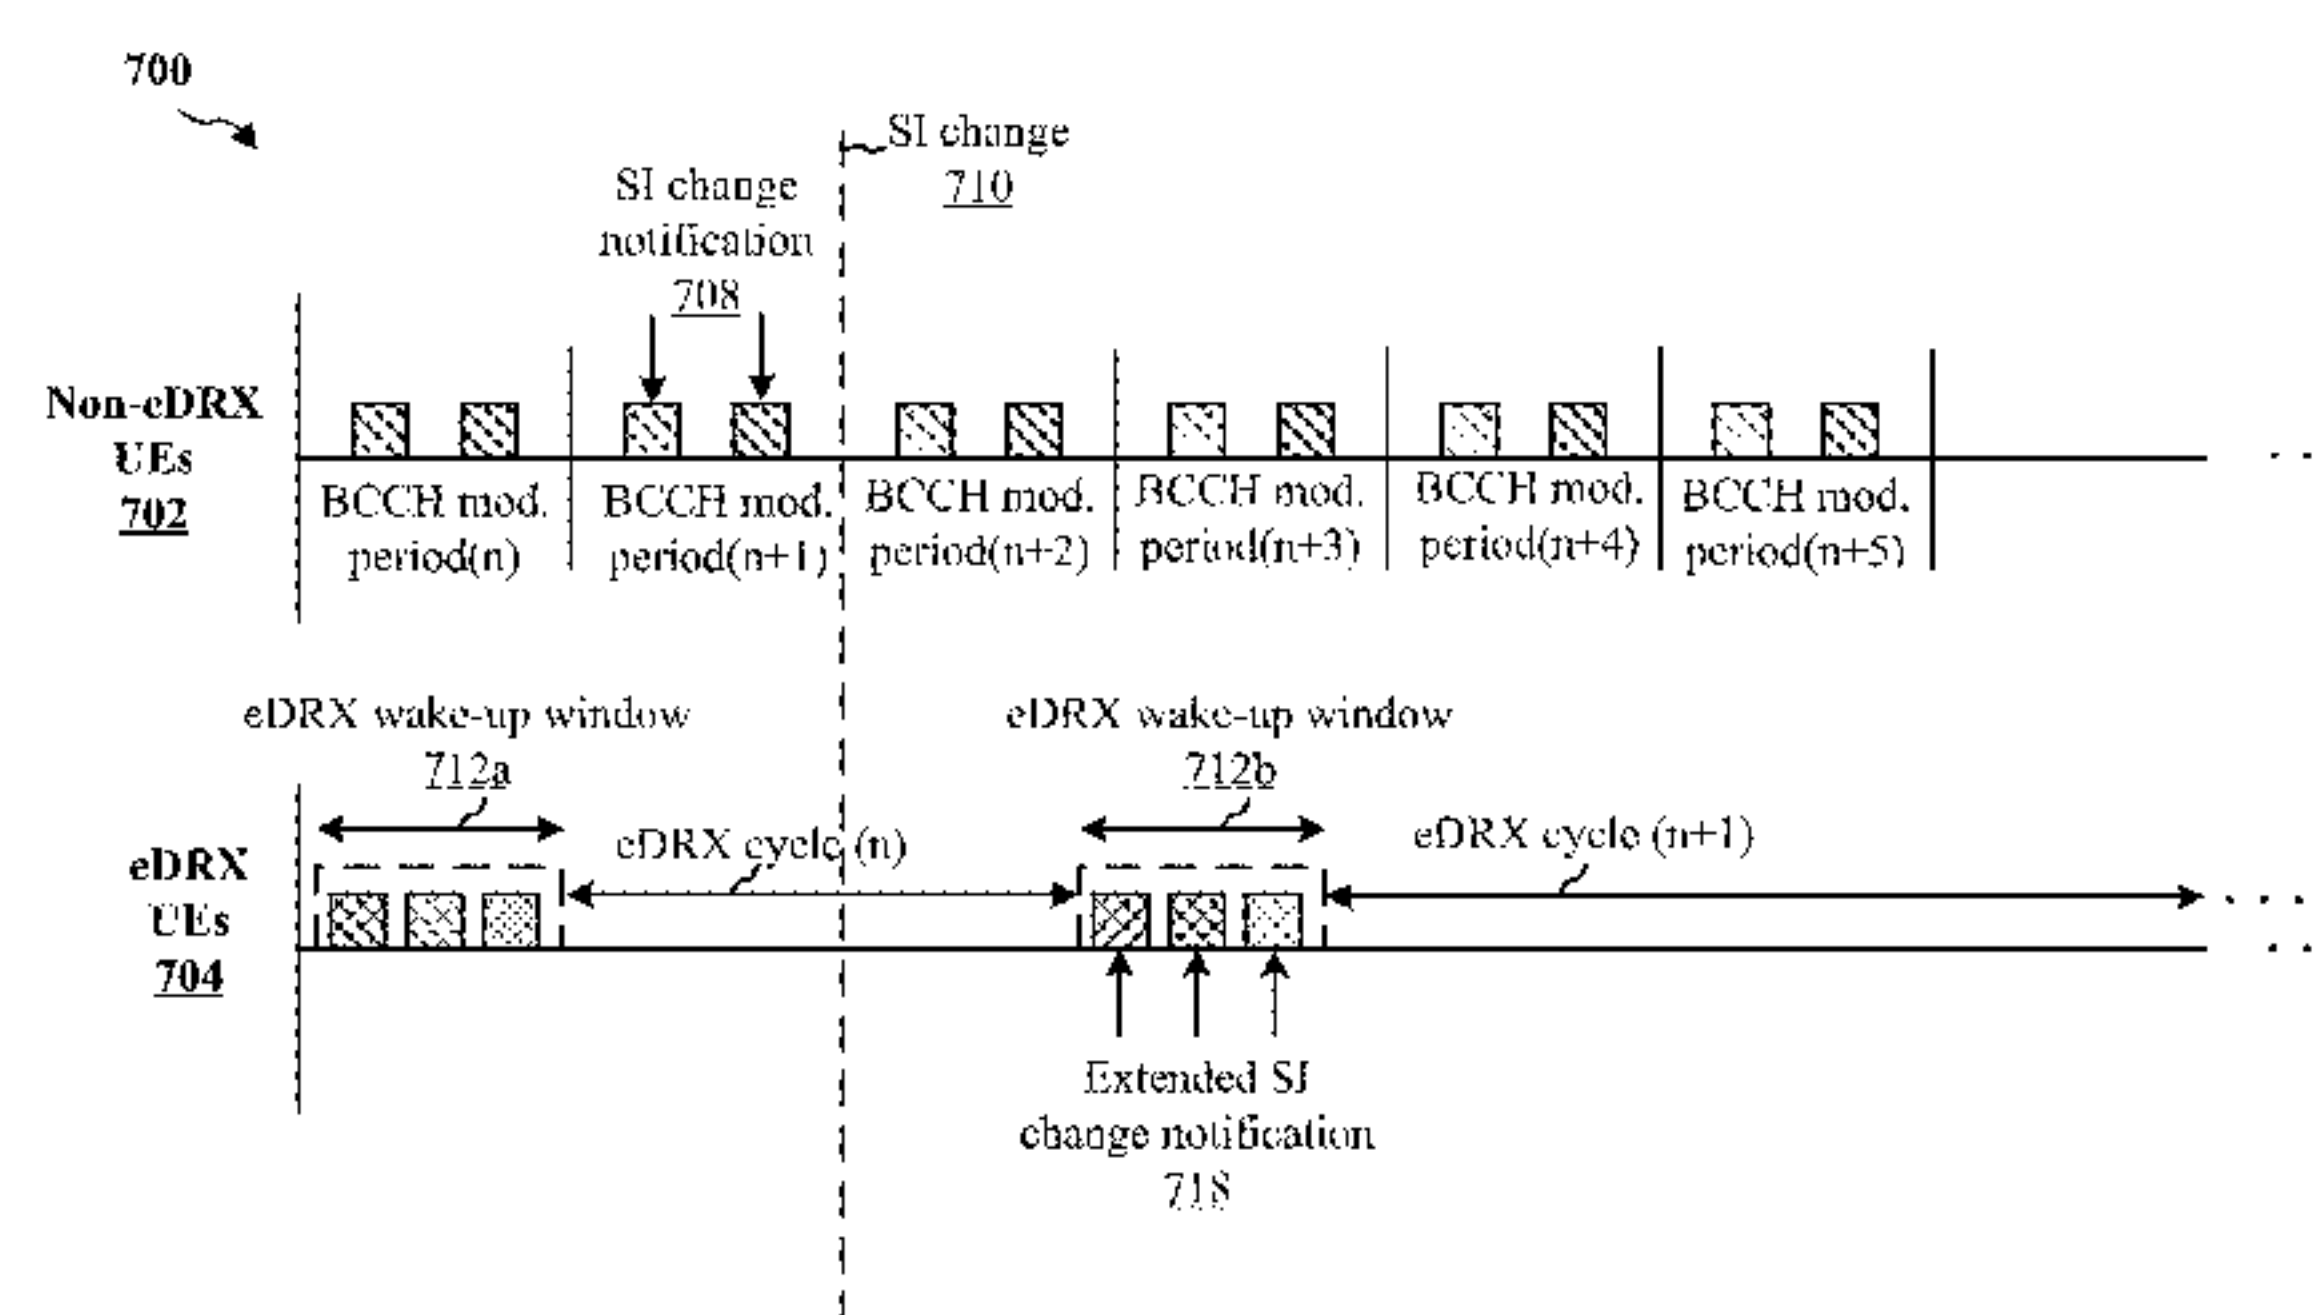 700
SI change
710
SI change
notification
708
Non-eDRX
UEs
702
BCCH mod.
period(n)
BCCH mod.
period(n+1)
BCCH mod.
period(n+2)
BCCH mod.
period(n+3)
BCCH mod.
period(n+4)
BCCH mod.
period(n+5)
. .
eDRX wake-up window
712a
eDRX wake-up window
712b
eDRX cycle (n)
eDRX cycle (n+1)
. . .
eDRX
UEs
704
. .
Extended SI
change notification
718